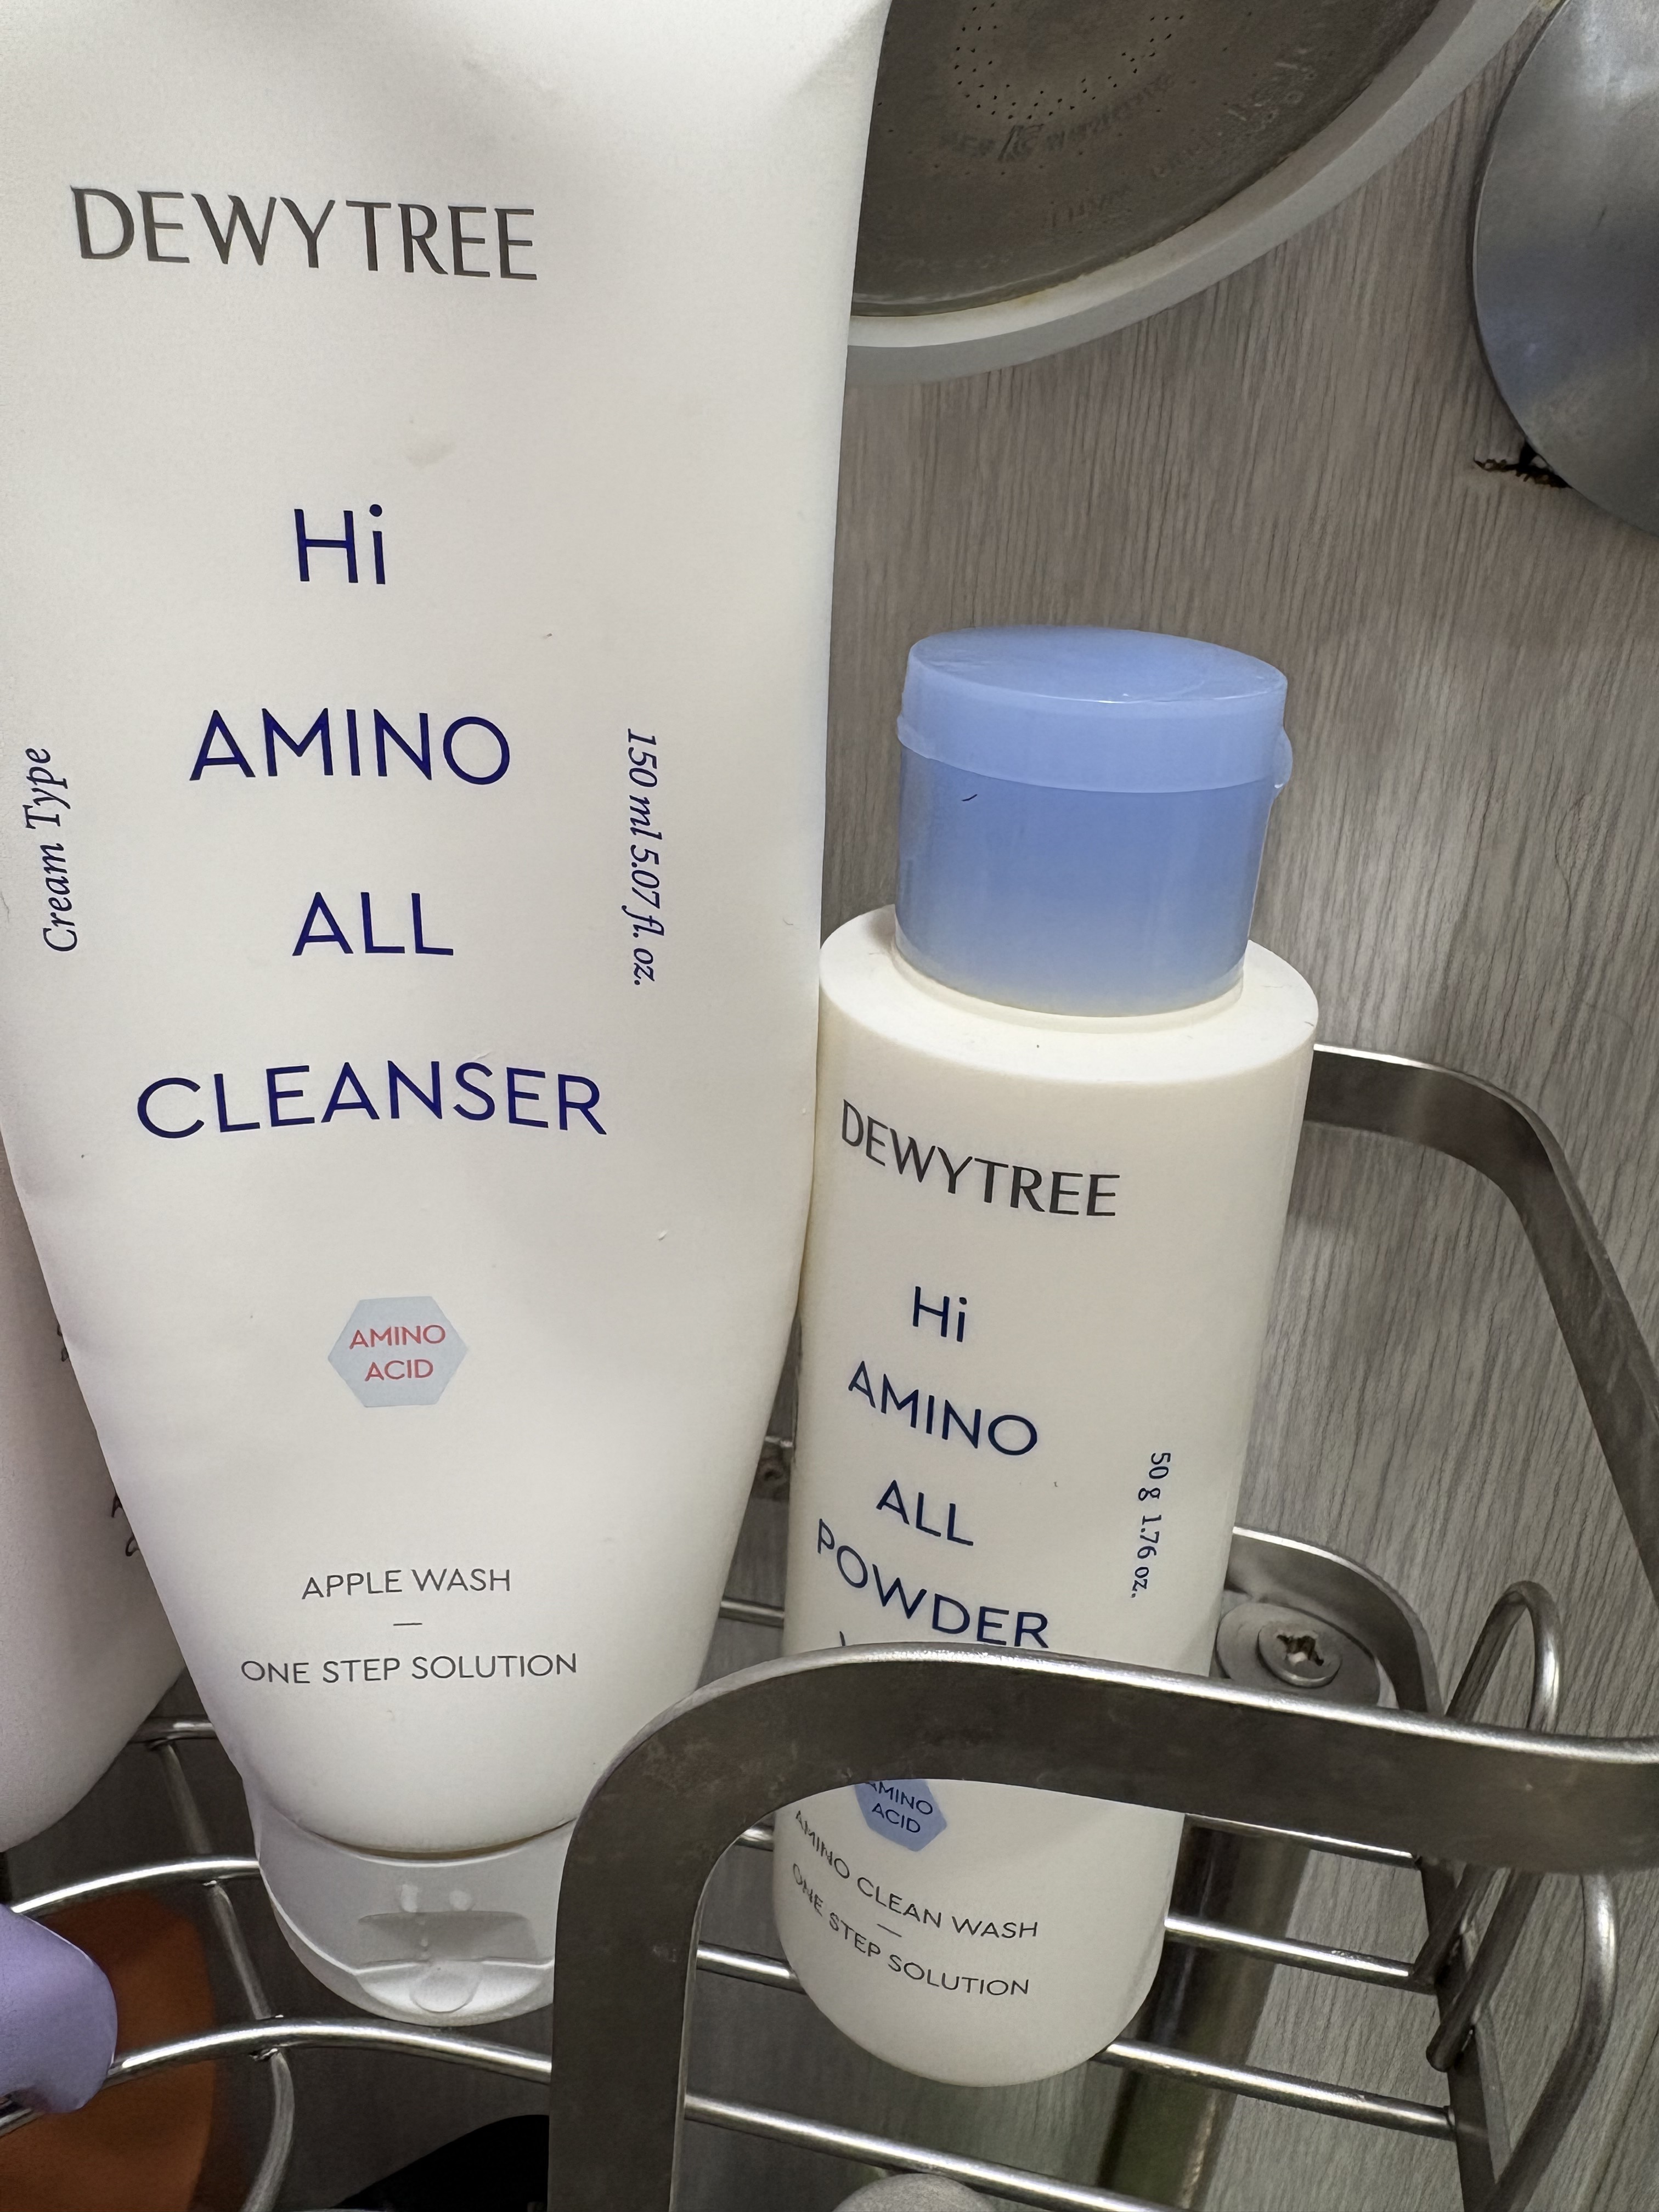 DEWYTREE
Hi
AMINO
ALL
CLEANSER
Cream Type
150 ml 5.07 fl. oz.
AMINO
ACID
APPLE WASH
ONE STEP SOLUTION
DEWYTREE
Hi
AMINO
ALL
POWDER
50 g 1.76 oz.
AMINO
ACID
AMINO CLEAN WASH
ONE STEP SOLUTION